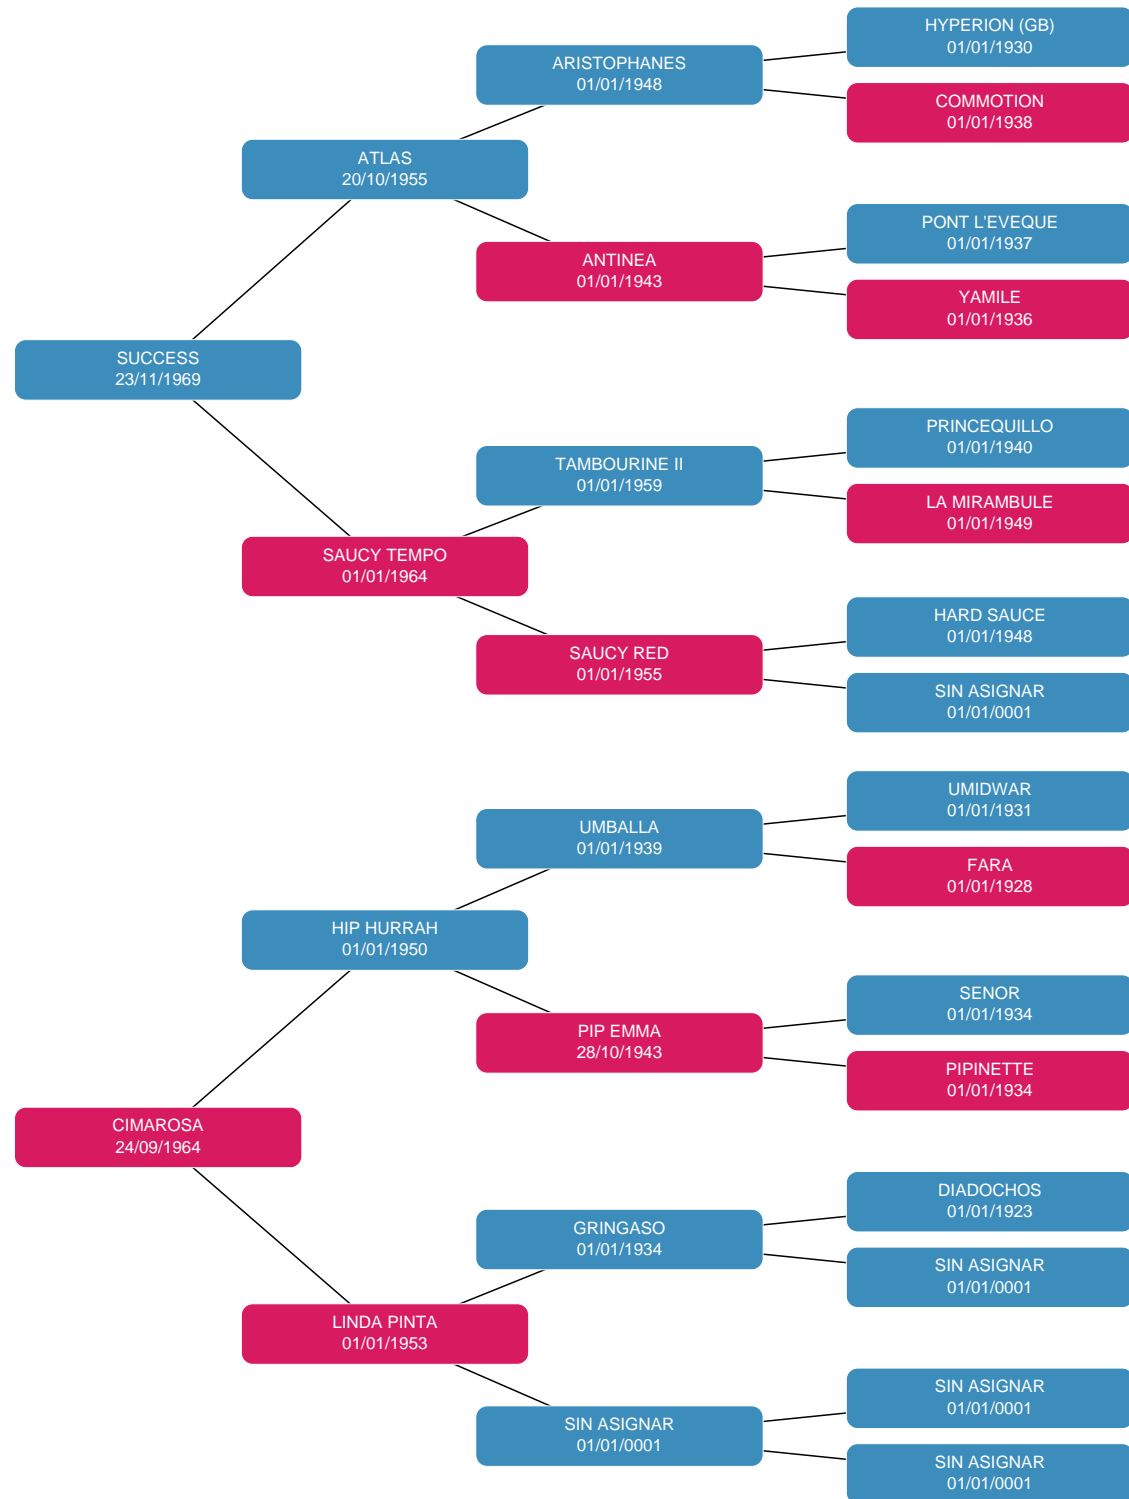 HYPERION (GB)
01/01/1930
ARISTOPHANES
01/01/1948
COMMOTION
01/01/1938
ATLAS
20/10/1955
PONT L'EVEQUE
01/01/1937
ANTINEA
01/01/1943
YAMILE
01/01/1936
SUCCESS
23/11/1969
PRINCEQUILLO
01/01/1940
TAMBOURINE II
01/01/1959
LA MIRAMBULE
01/01/1949
SAUCY TEMPO
01/01/1964
HARD SAUCE
01/01/1948
SAUCY RED
01/01/1955
SIN ASIGNAR
01/01/0001
UMIDWAR
01/01/1931
UMBALLA
01/01/1939
FARA
01/01/1928
HIP HURRAH
01/01/1950
SENOR
01/01/1934
PIP EMMA
28/10/1943
PIPINETTE
01/01/1934
CIMAROSA
24/09/1964
DIADOCHOS
01/01/1923
GRINGASO
01/01/1934
SIN ASIGNAR
01/01/0001
LINDA PINTA
01/01/1953
SIN ASIGNAR
01/01/0001
SIN ASIGNAR
01/01/0001
SIN ASIGNAR
01/01/0001